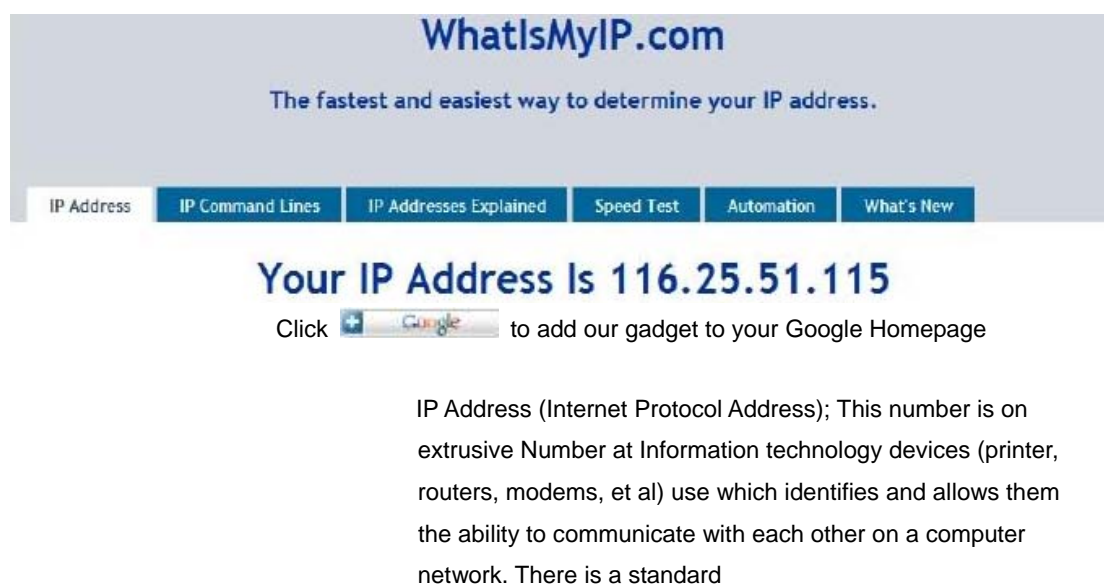 WhatIsMyIP.com
The fastest and easiest way to determine your IP address.
IP Address IP Command Lines IP Addresses Explained Speed Test Automation What's New
Your IP Address Is 116.25.51.115
Click Google to add our gadget to your Google Homepage
IP Address (Internet Protocol Address); This number is on
extrusive Number at Information technology devices (printer,
routers, modems, et al) use which identifies and allows them
the ability to communicate with each other on a computer
network. There is a standard